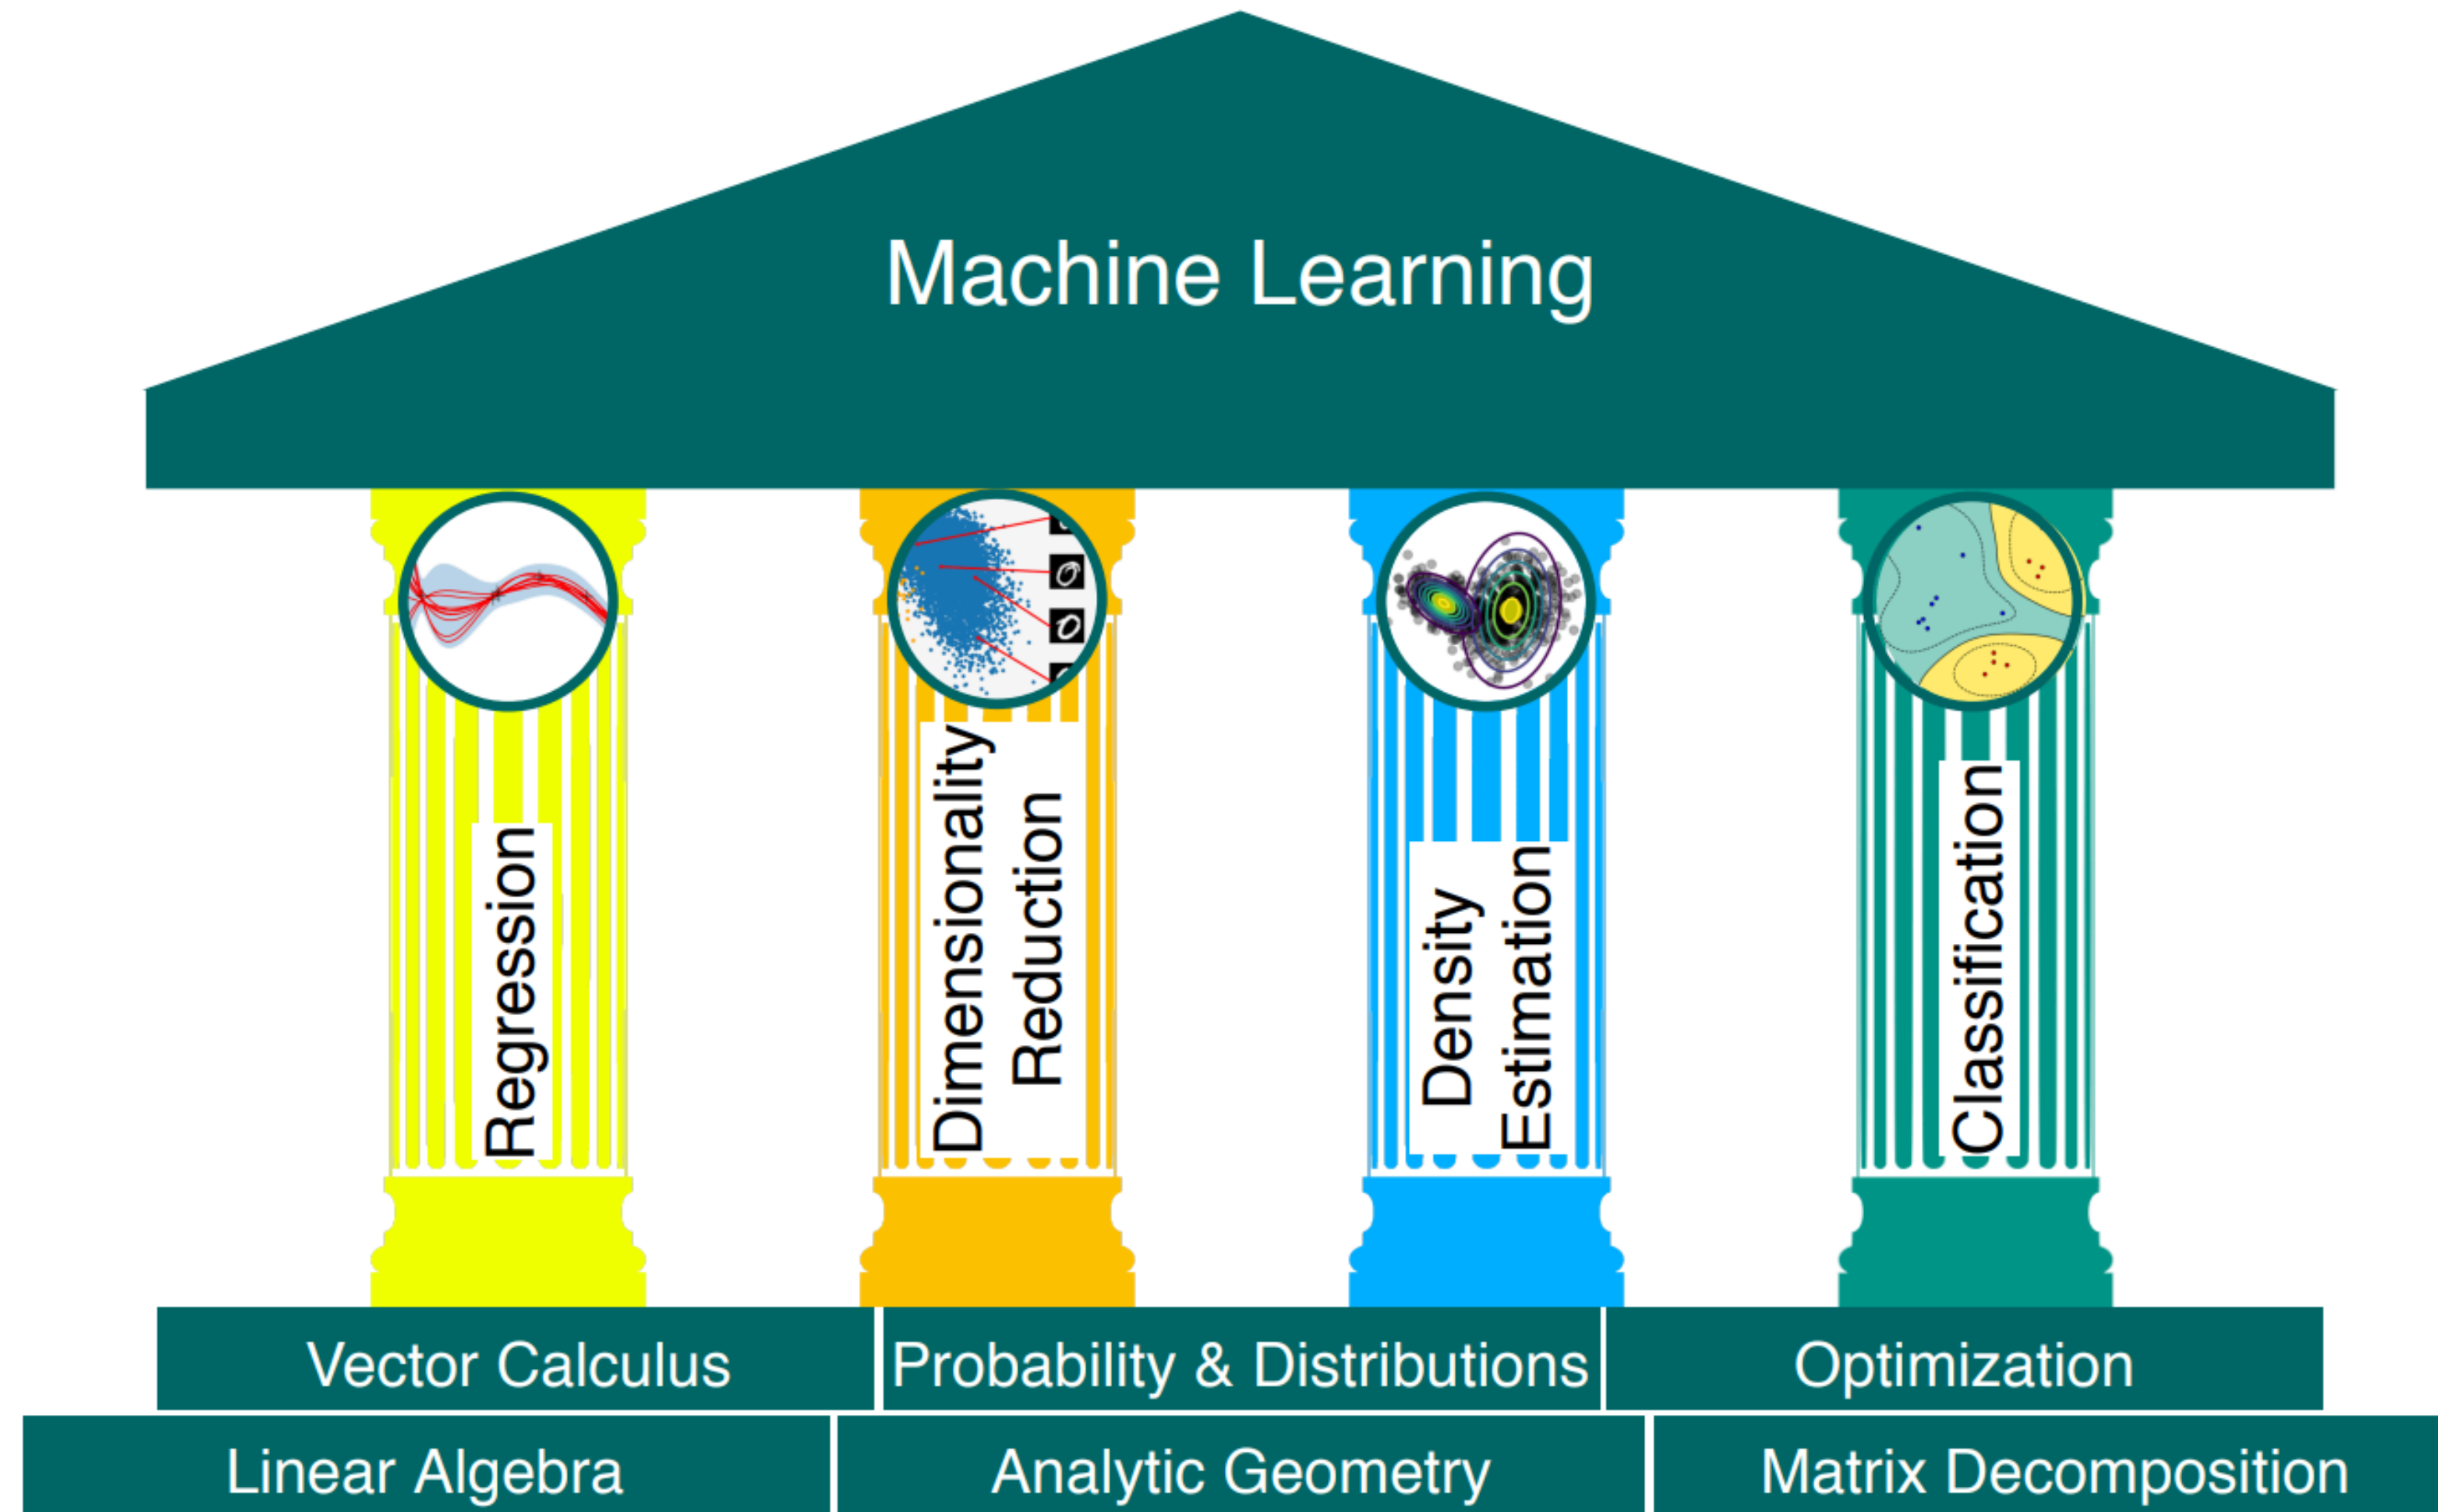 Machine Learning
Regression
Dimensionality
Reduction
Density
Estimation
Classification
Vector Calculus
Probability & Distributions
Optimization
Linear Algebra
Analytic Geometry
Matrix Decomposition